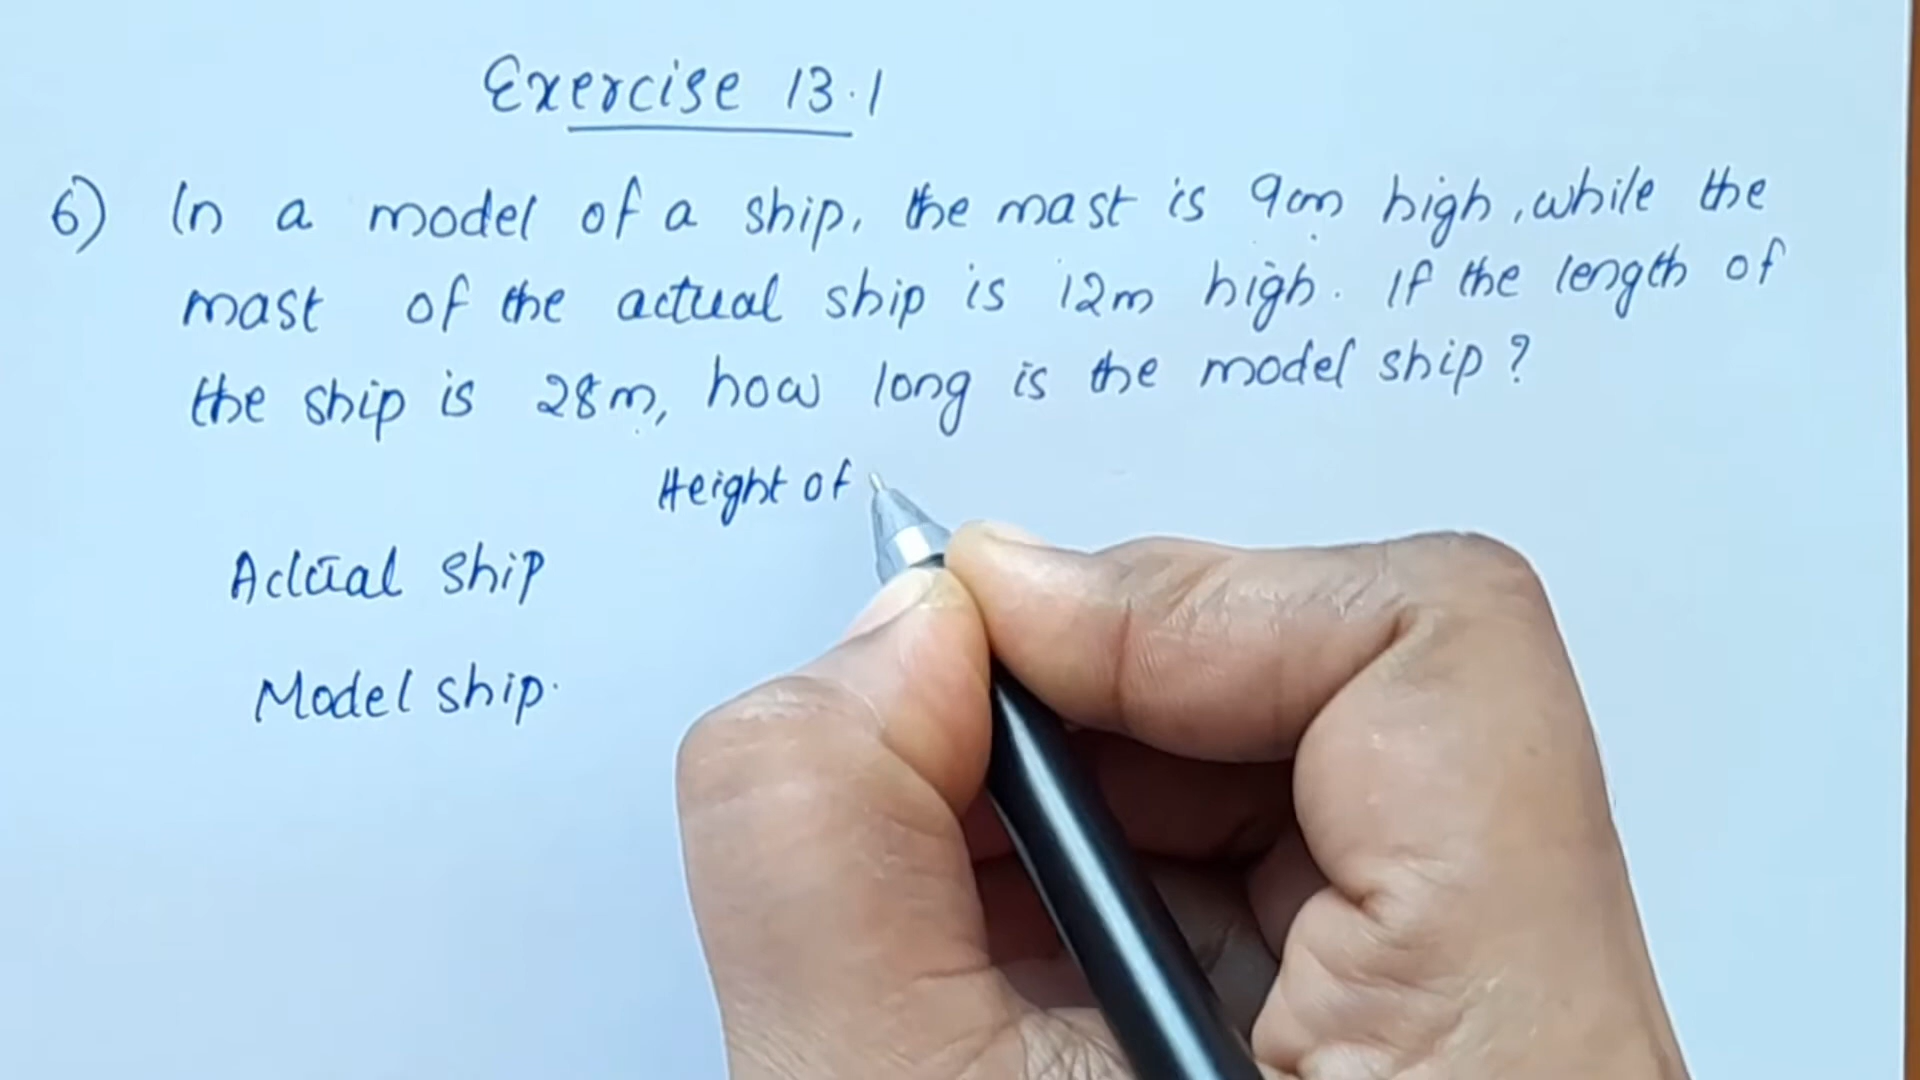 Exercise 13.1
6) In a model of a ship, the mast is 9cm high, while the
mast of the actual ship is 12m high. If the length of
the ship is 28m, how long is the model ship?
Height of
Actual ship
Model ship.